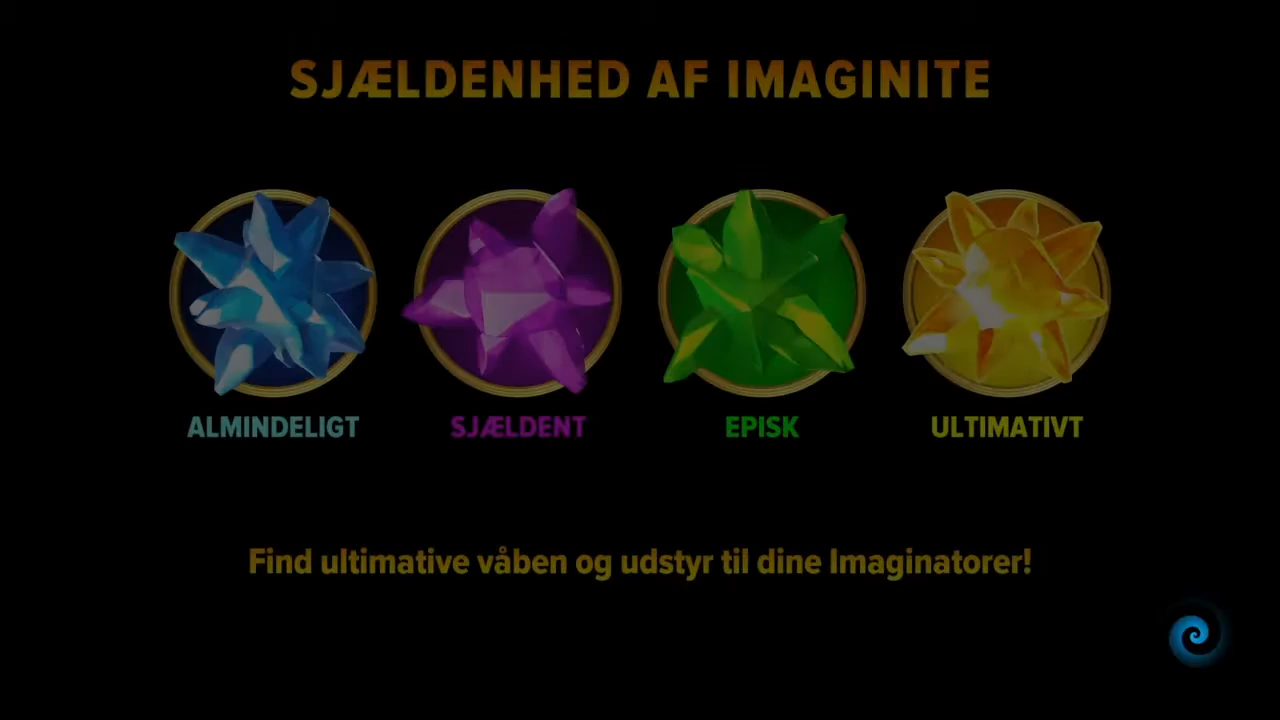 SJÆLDENHED AF IMAGINITE
ALMINDELIGT
SJÆLDENT
EPISK
ULTIMATIVT
Find ultimative våben og udstyr til dine Imaginatorer!